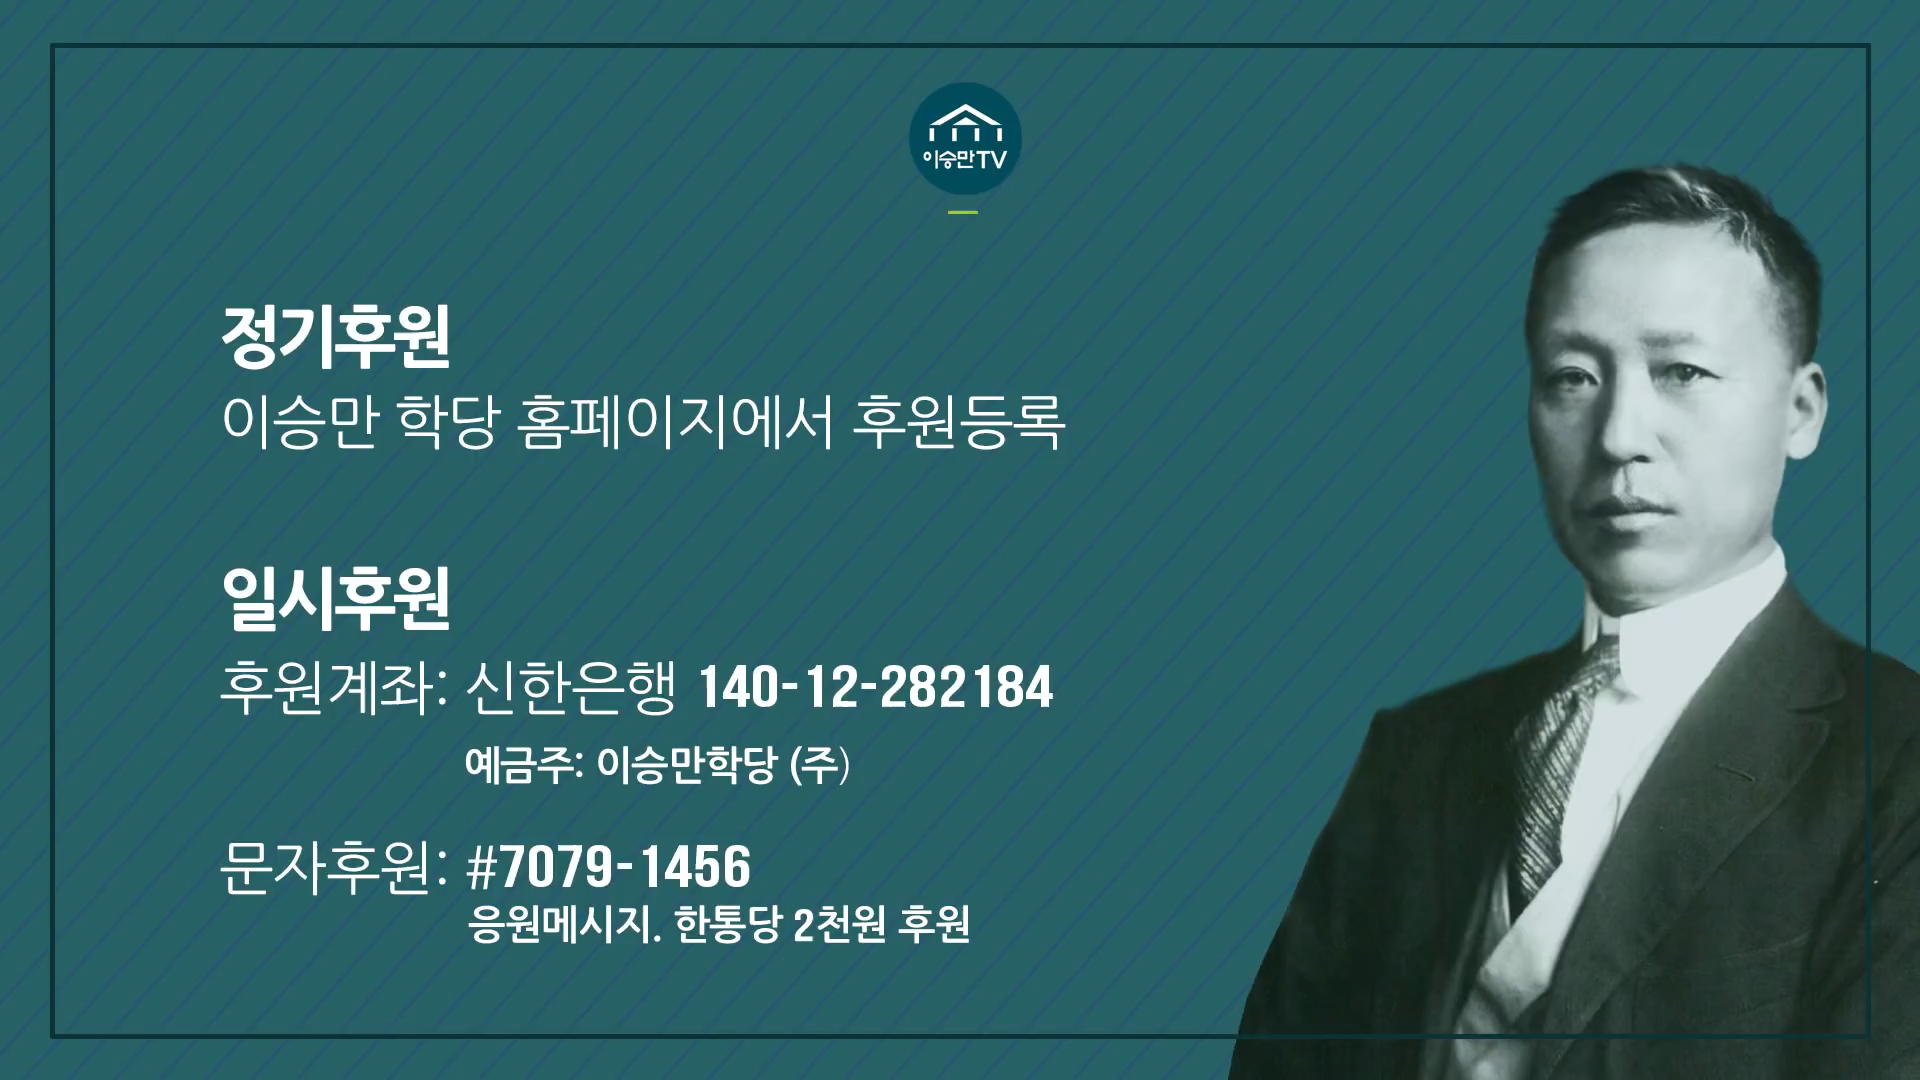 이승만TV
정기후원
이승만 학당 홈페이지에서 후원등록
일시후원
후원계좌: 신한은행 140-12-282184
예금주: 이승만학당 (주)
문자후원: #7079-1456
응원메시지. 한통당 2천원 후원